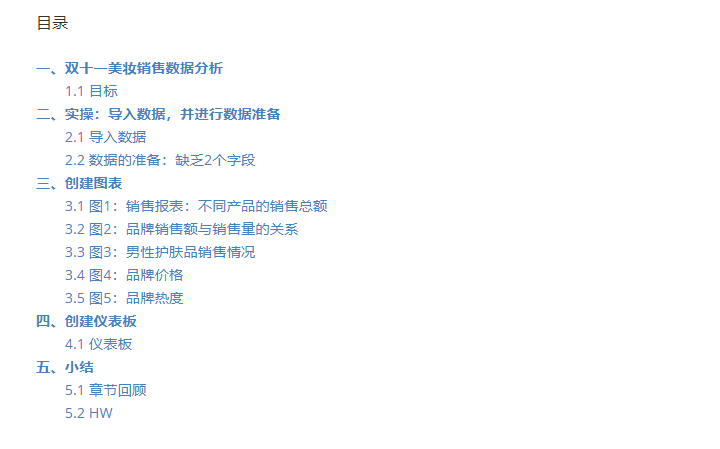 目录
一、双十一美妆销售数据分析
1.1 目标
二、实操：导入数据，并进行数据准备
2.1 导入数据
2.2 数据的准备：缺乏2个字段
三、创建图表
3.1 图1：销售报表：不同产品的销售总额
3.2 图2：品牌销售额与销售量的关系
3.3 图3：男性护肤品销售情况
3.4 图4：品牌价格
3.5 图5：品牌热度
四、创建仪表板
4.1 仪表板
五、小结
5.1 章节回顾
5.2 HW